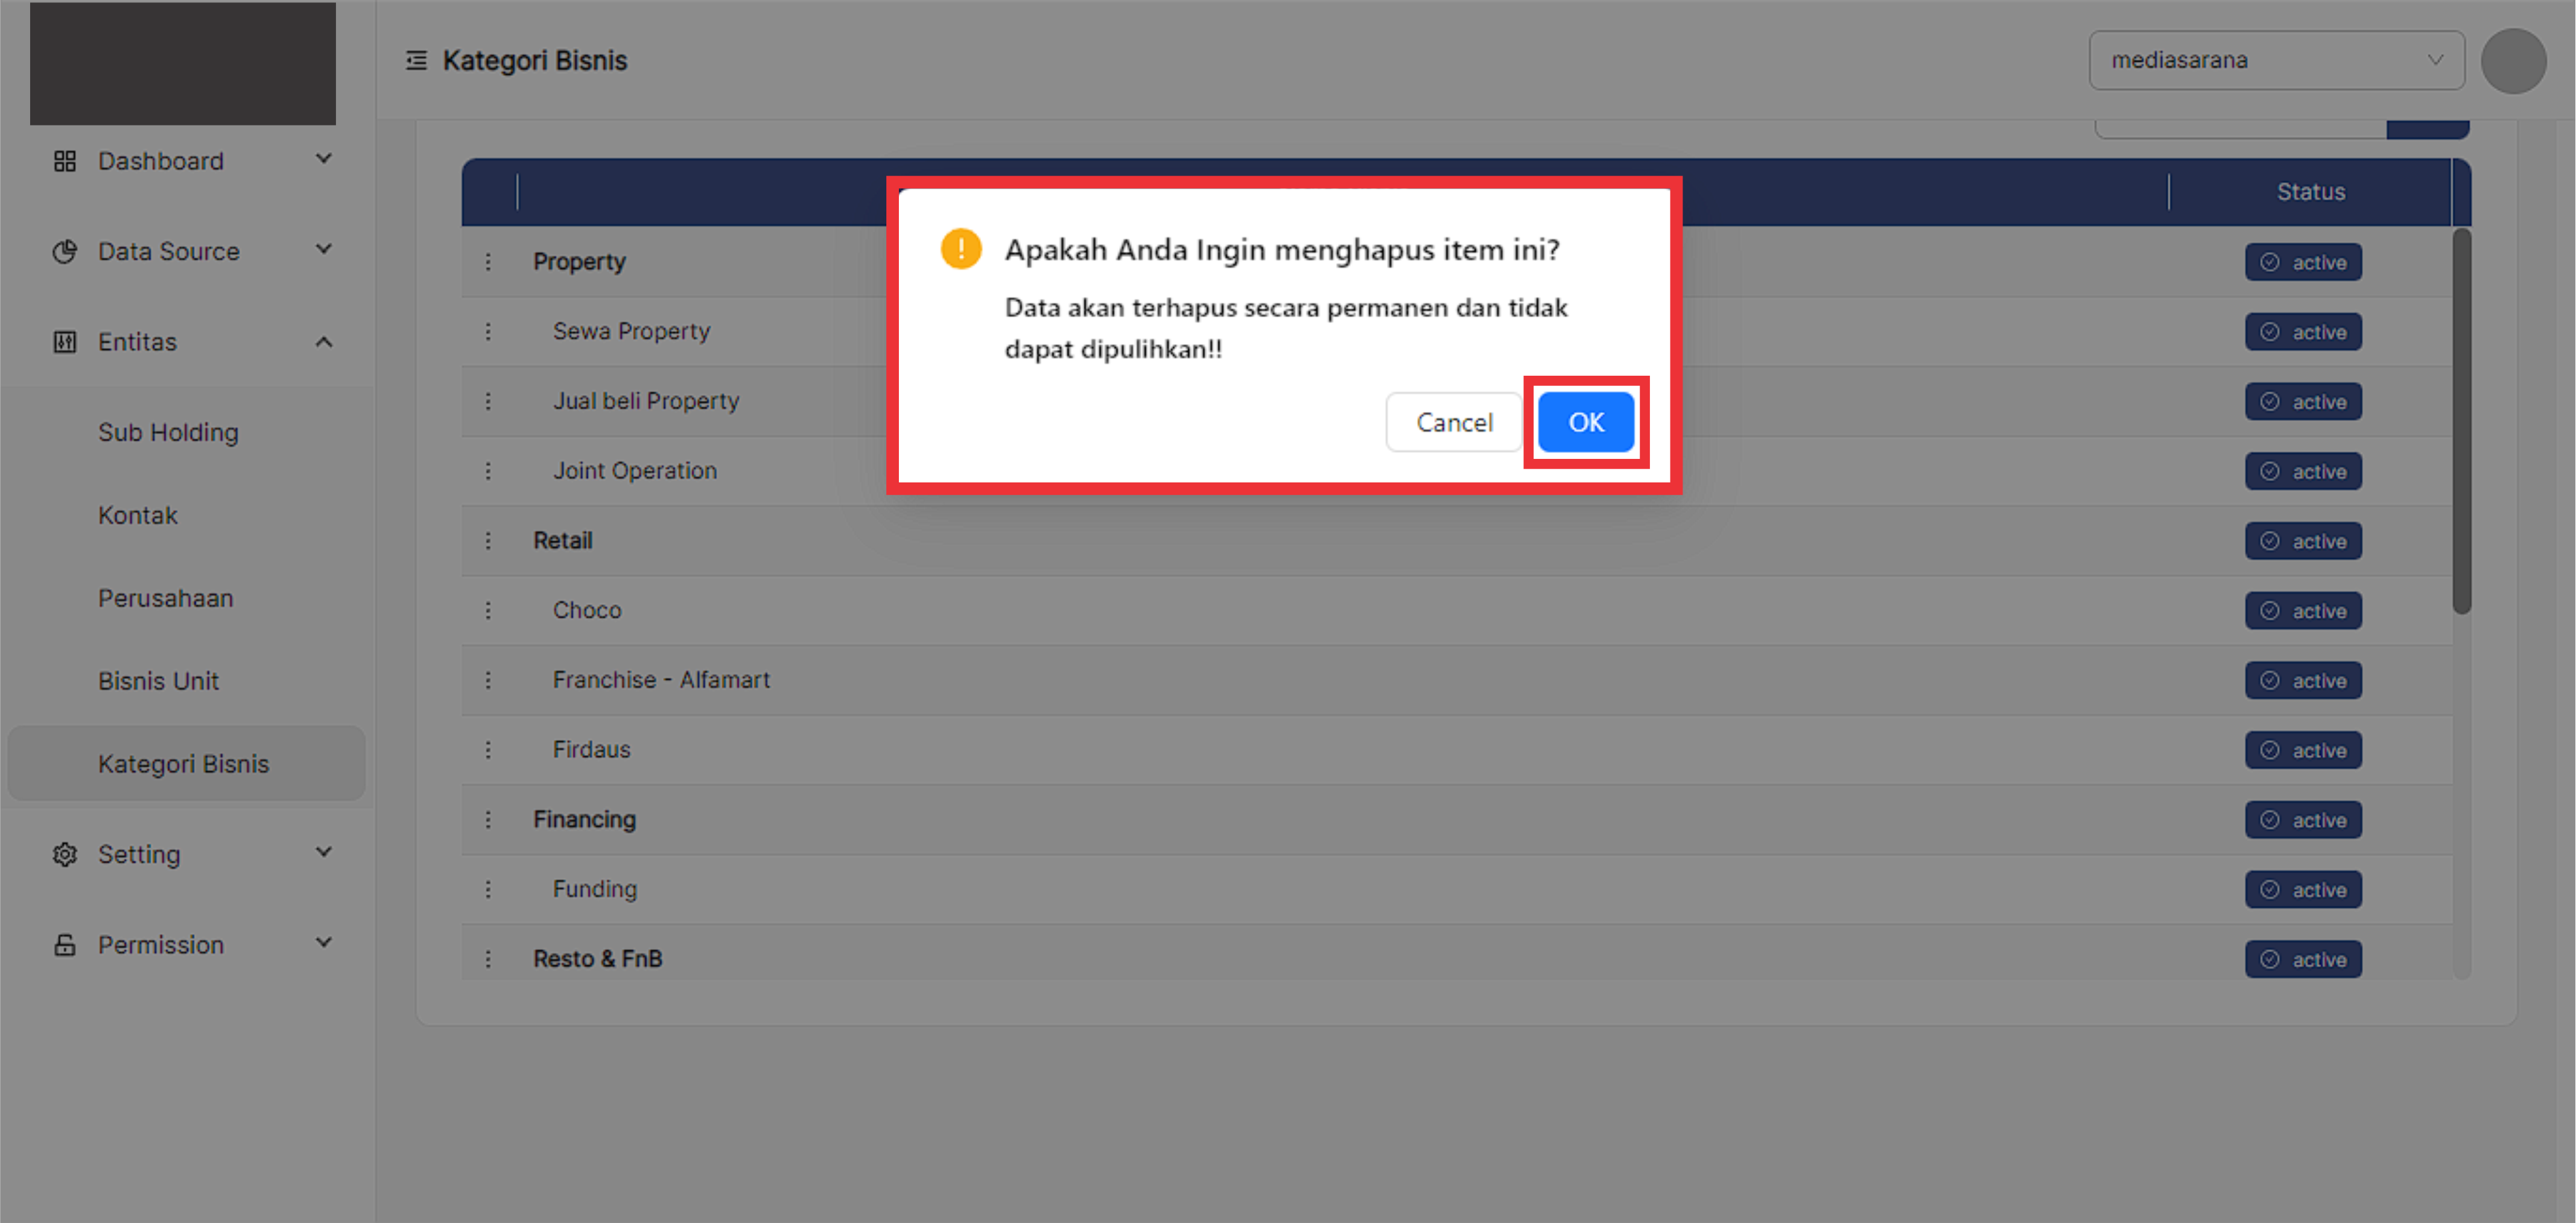 Kategori Bisnis
mediasarana
Dashboard
Data Source
Entitas
Sub Holding
Kontak
Perusahaan
Bisnis Unit
Kategori Bisnis
Setting
Permission
Status
Property
active
Sewa Property
active
Jual beli Property
active
Joint Operation
active
Retail
active
Choco
active
Franchise - Alfamart
active
Firdaus
active
Financing
active
Funding
active
Resto & FnB
active
Apakah Anda Ingin menghapus item ini?
Data akan terhapus secara permanen dan tidak
dapat dipulihkan!!
Cancel
OK